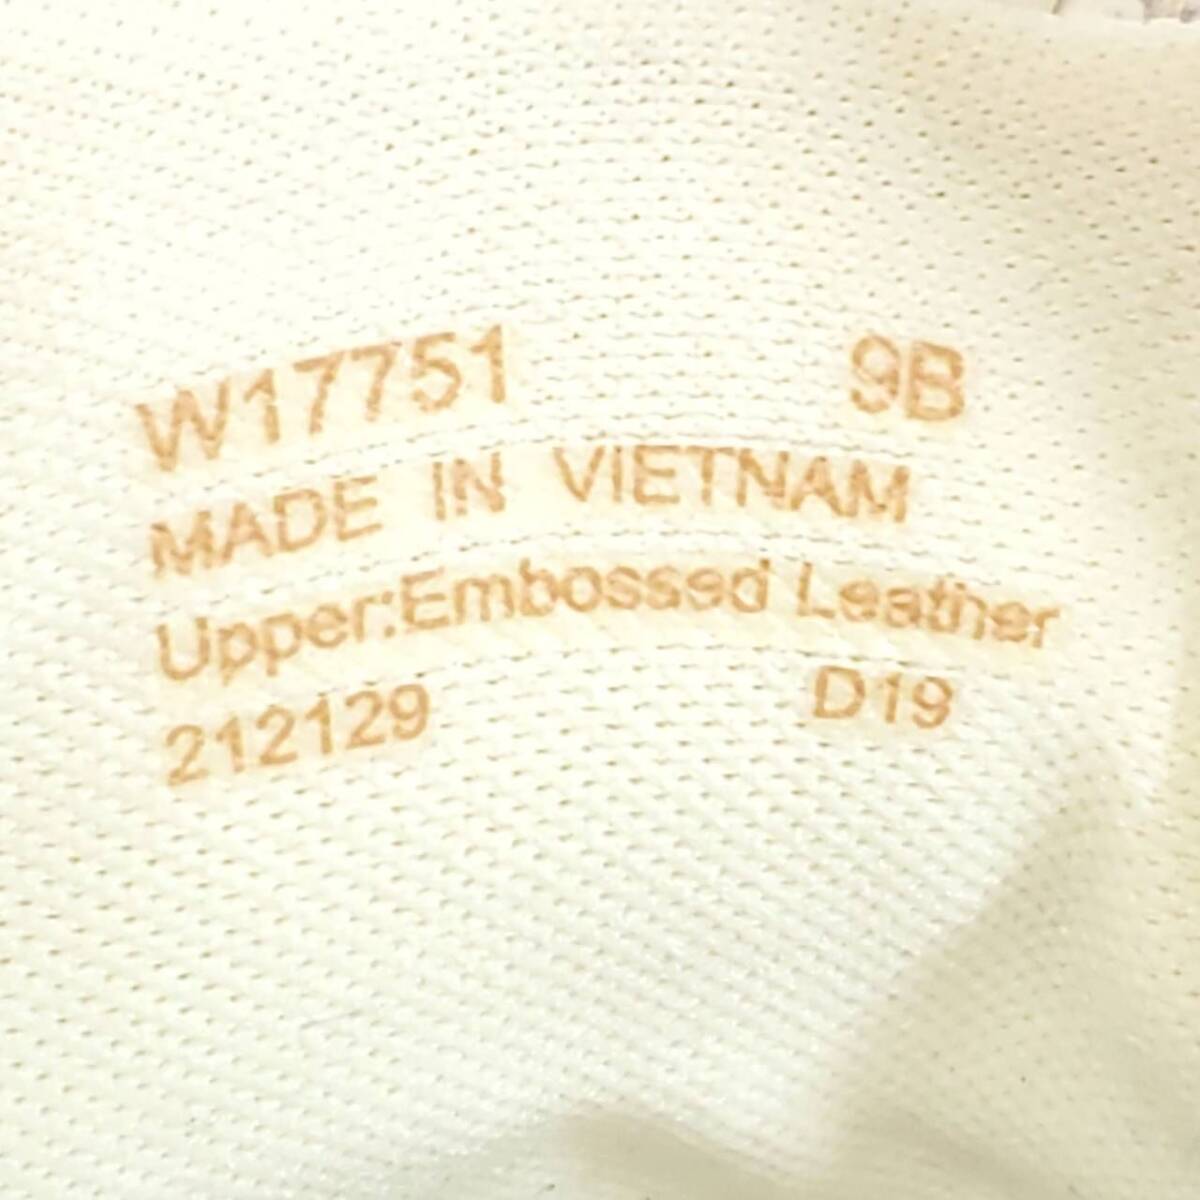 W17751 9B
MADE IN VIETNAM
Upper:Embossed Leather
212129 D19